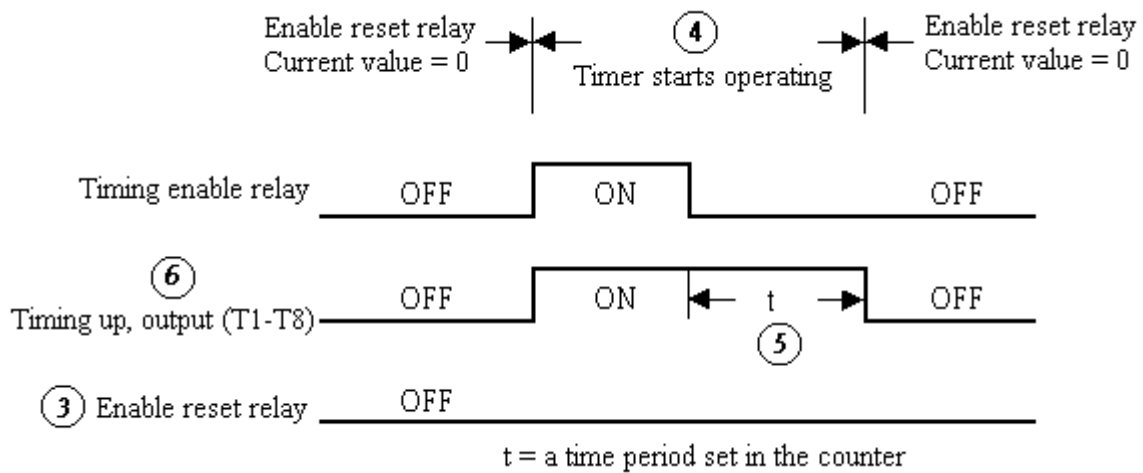 Enable reset relay
Current value = 0
4
Timer starts operating
Enable reset relay
Current value = 0
Timing enable relay
OFF
ON
OFF
6
Timing up, output (T1-T8)
OFF
ON
t
5
OFF
3 Enable reset relay
OFF
t = a time period set in the counter